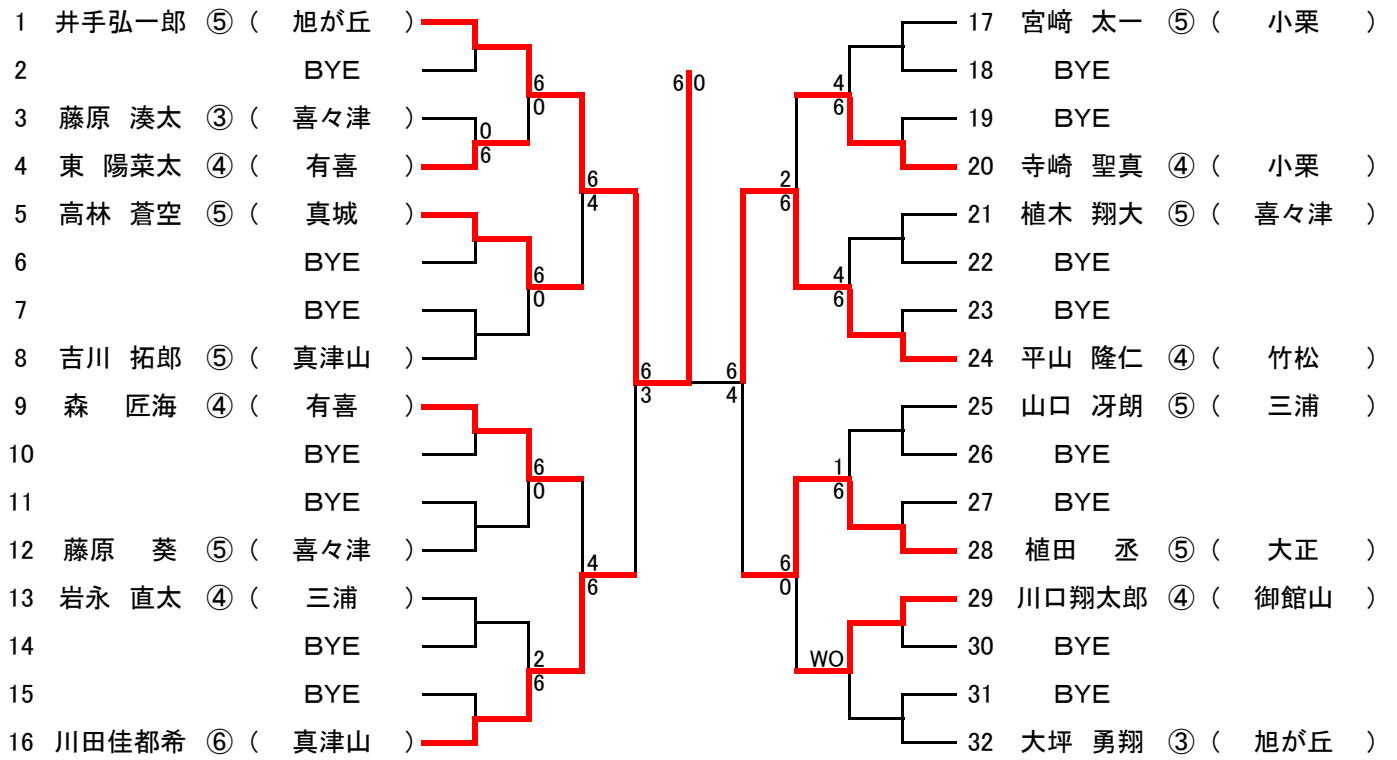 1 井手弘一郎 ⑤ ( 旭が丘 )
2 BYE
6
0
3 藤原 湊太 ③ ( 喜々津 )
0
6
4 東 陽菜太 ④ ( 有喜 )
6
4
5 高林 蒼空 ⑤ ( 真城 )
6 BYE
6
0
7 BYE
8 吉川 拓郎 ⑤ ( 真津山 )
6
3
9 森 匠海 ④ ( 有喜 )
10 BYE
6
0
11 BYE
12 藤原 葵 ⑤ ( 喜々津 )
4
6
13 岩永 直太 ④ ( 三浦 )
14 BYE
2
6
15 BYE
16 川田佳都希 ⑥ ( 真津山 )
6 0
17 宮﨑 太一 ⑤ ( 小栗 )
18 BYE
4
6
19 BYE
20 寺崎 聖真 ④ ( 小栗 )
2
6
21 植木 翔大 ⑤ ( 喜々津 )
22 BYE
4
6
23 BYE
24 平山 隆仁 ④ ( 竹松 )
6
4
25 山口 冴朗 ⑤ ( 三浦 )
26 BYE
1
6
27 BYE
28 植田 丞 ⑤ ( 大正 )
6
0
29 川口翔太郎 ④ ( 御館山 )
30 BYE
WO
31 BYE
32 大坪 勇翔 ③ ( 旭が丘 )